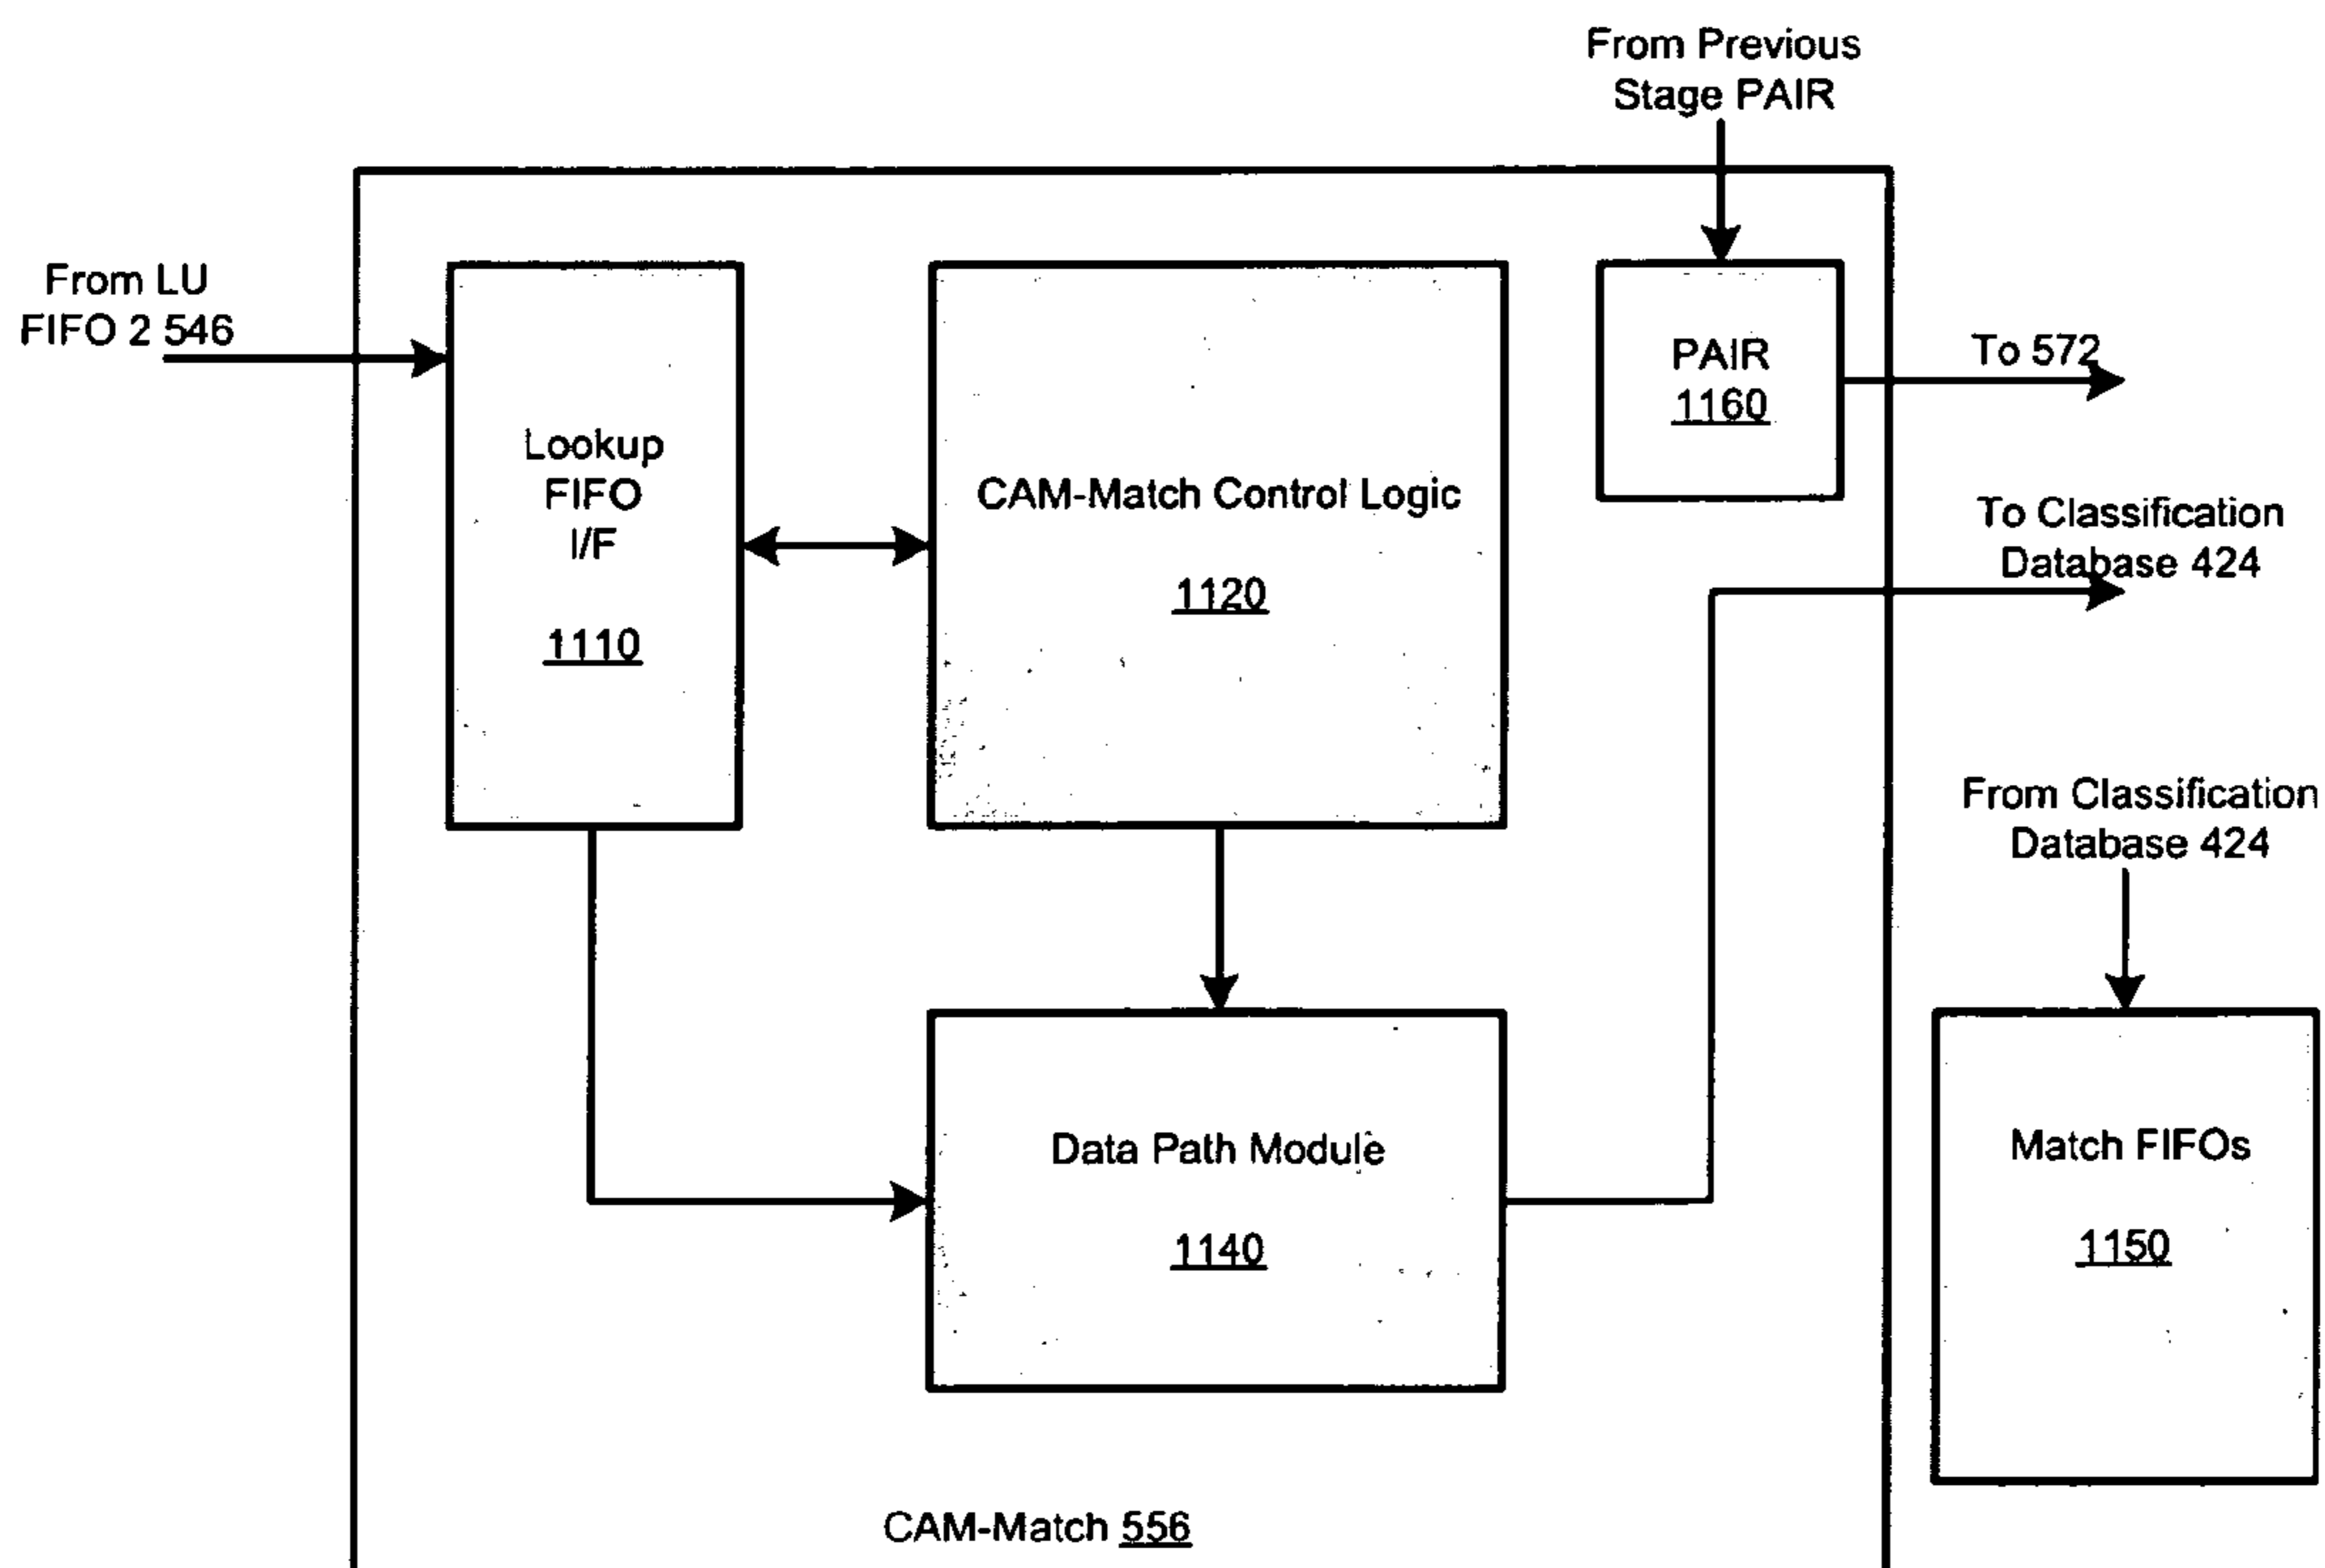 From Previous
Stage PAIR
From LU
FIFO 2 546
Lookup
FIFO
I/F
1110
CAM-Match Control Logic
1120
PAIR
1160
To 572
To Classification
Database 424
From Classification
Database 424
Data Path Module
1140
Match FIFOs
1150
CAM-Match 556